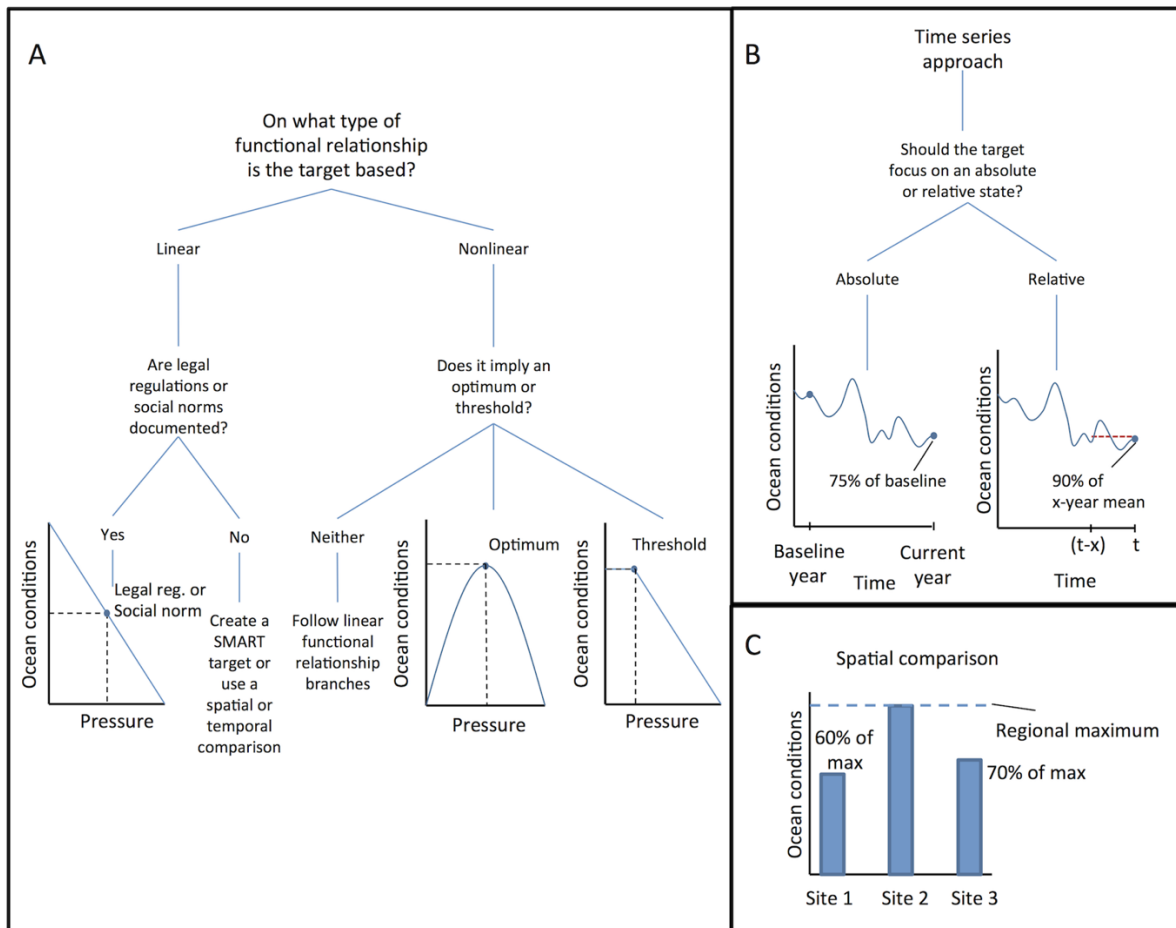 A
On what type of
functional relationship
is the target based?
Linear
Nonlinear
Are legal
regulations or
social norms
documented?
Does it imply an
optimum or
threshold?
Yes
No
Neither
Optimum
Threshold
Legal reg. or
Social norm
Create a
SMART
target or
use a
spatial or
temporal
comparison
Follow linear
functional
relationship
branches
Ocean conditions
Pressure
Ocean conditions
Pressure
Ocean conditions
Pressure
B
Time series
approach
Should the target
focus on an absolute
or relative state?
Absolute
Relative
Ocean conditions
75% of baseline
Baseline
year
Time
Current
year
Ocean conditions
90% of
x-year mean
(t-x)
t
Time
C
Spatial comparison
Ocean conditions
Regional maximum
60% of
max
70% of max
Site 1
Site 2
Site 3